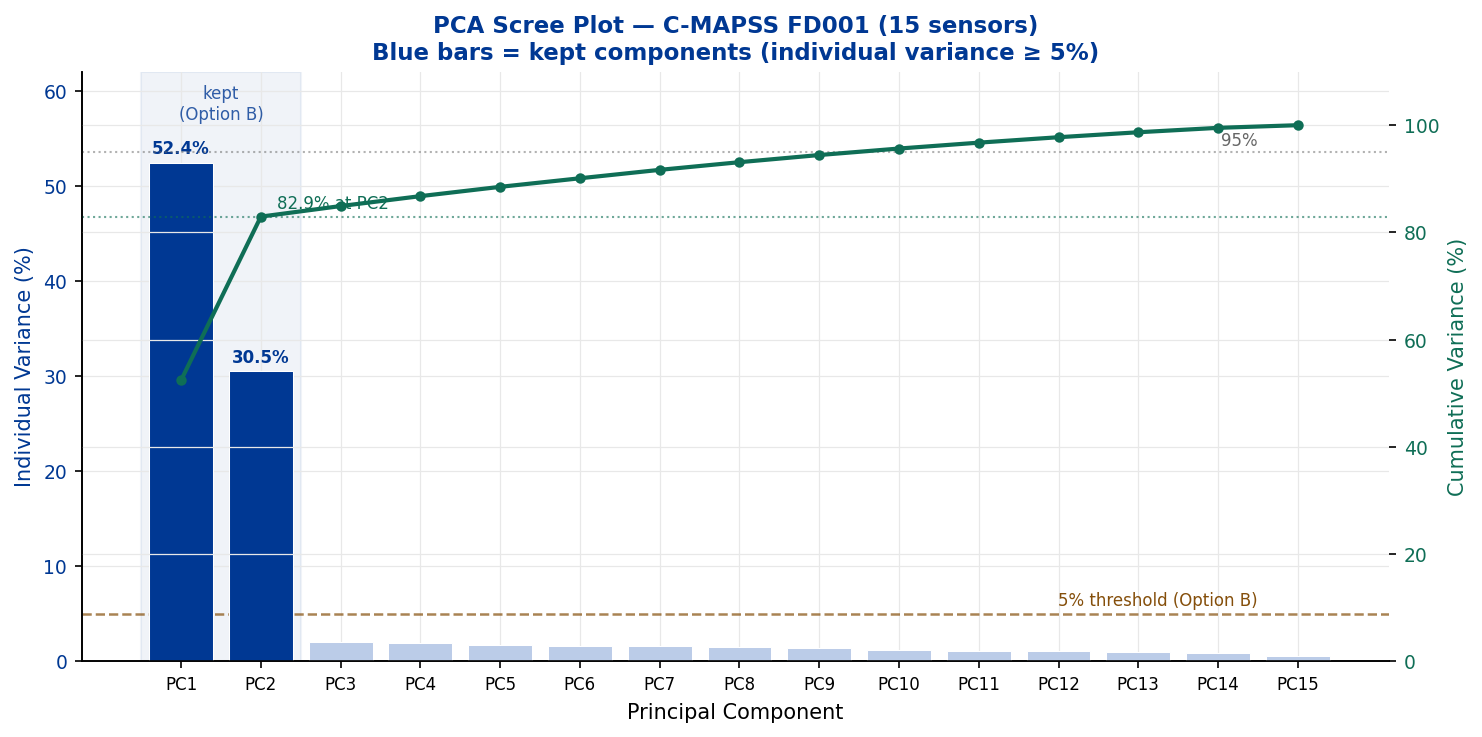 PCA Scree Plot — C-MAPSS FD001 (15 sensors)
Blue bars = kept components (individual variance ≥ 5%)
kept
(Option B)
52.4%
30.5%
82.9% at PC2
95%
5% threshold (Option B)
Individual Variance (%)
60
50
40
30
20
10
0
Cumulative Variance (%)
100
80
60
40
20
0
PC1 PC2 PC3 PC4 PC5 PC6 PC7 PC8 PC9 PC10 PC11 PC12 PC13 PC14 PC15
Principal Component